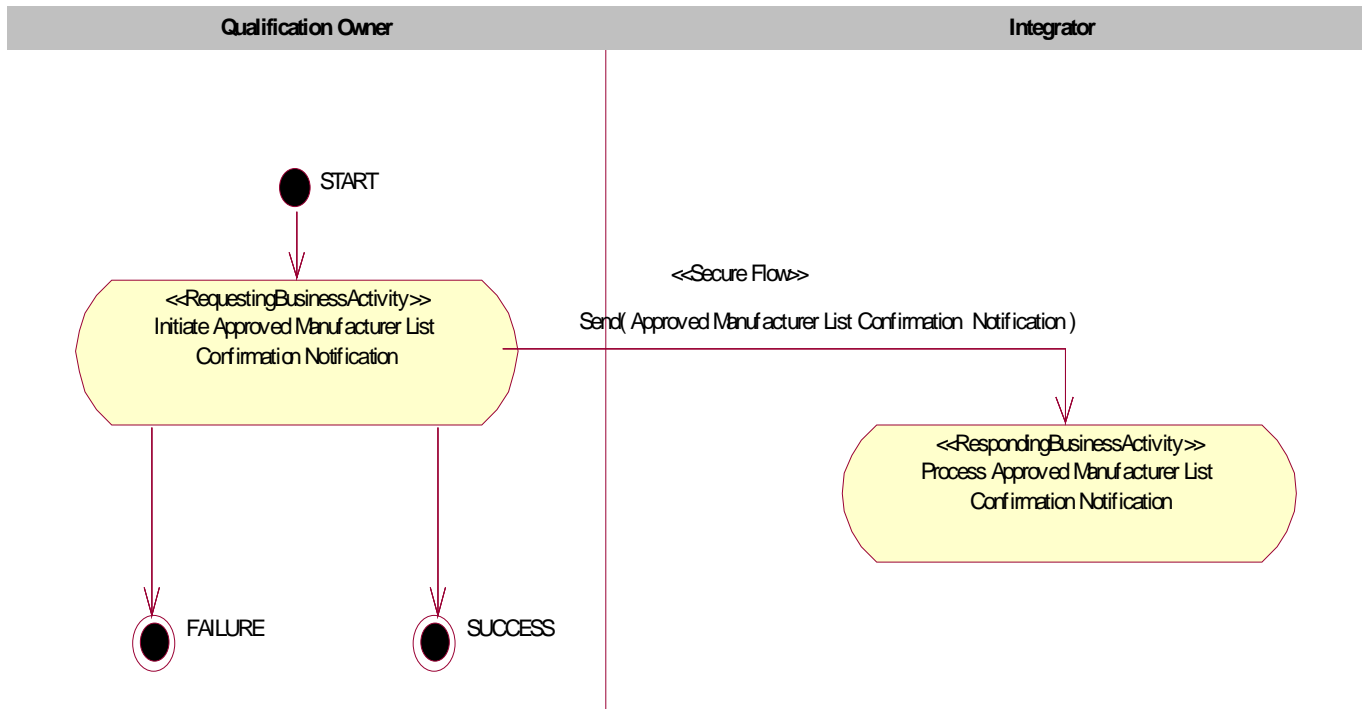 Qualification Owner
Integrator
START
<<RequestingBusinessActivity>>
Initiate Approved Manufacturer List
Confirmation Notification
<<Secure Flow>>
Send( Approved Manufacturer List Confirmation Notification )
<<RespondingBusinessActivity>>
Process Approved Manufacturer List
Confirmation Notification
FAILURE
SUCCESS